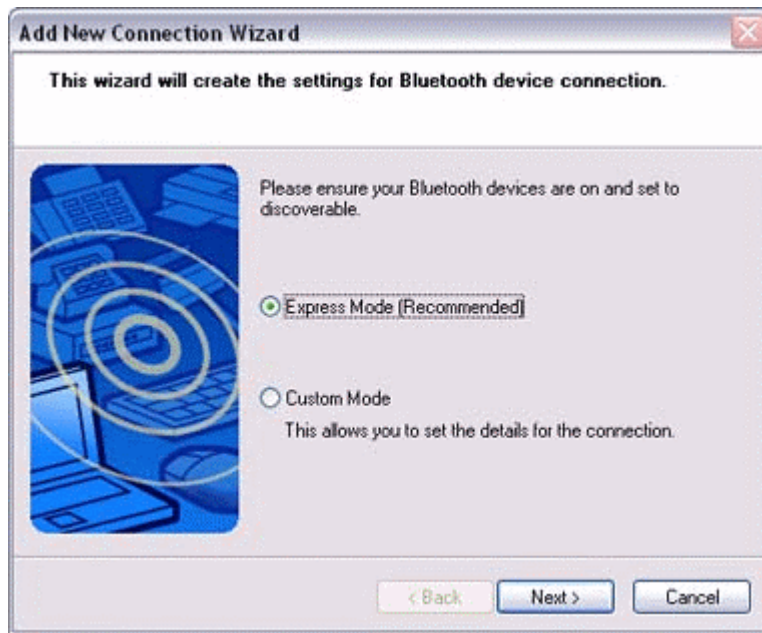 Add New Connection Wizard
This wizard will create the settings for Bluetooth device connection.
Please ensure your Bluetooth devices are on and set to
discoverable.
Express Mode (Recommended)
Custom Mode
This allows you to set the details for the connection.
< Back Next > Cancel